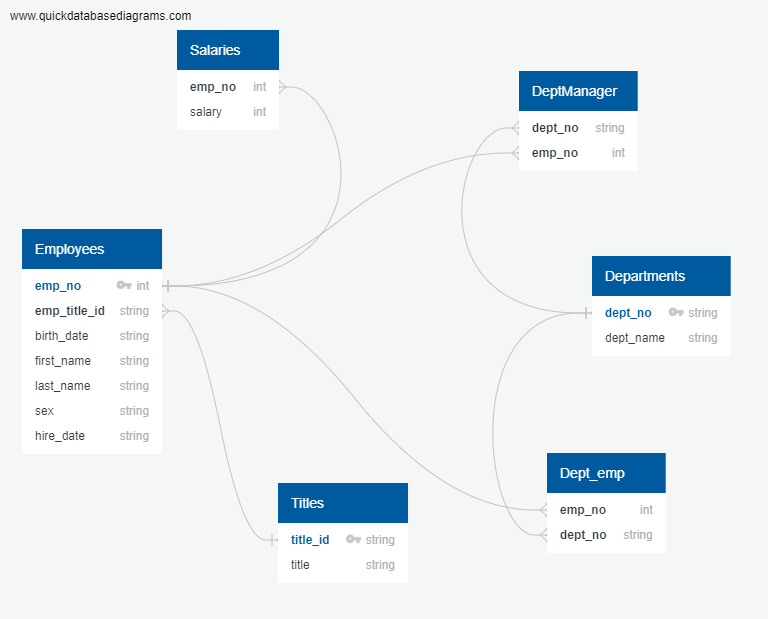 www.quickdatabasediagrams.com
Salaries
emp_no int
salary int
DeptManager
dept_no string
emp_no int
Employees
emp_no int
emp_title_id string
birth_date string
first_name string
last_name string
sex string
hire_date string
Departments
dept_no string
dept_name string
Titles
title_id string
title string
Dept_emp
emp_no int
dept_no string